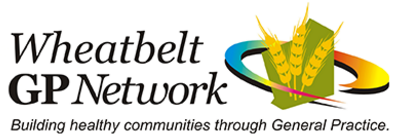 Wheatbelt
GP Network
Building healthy communities through General Practice.